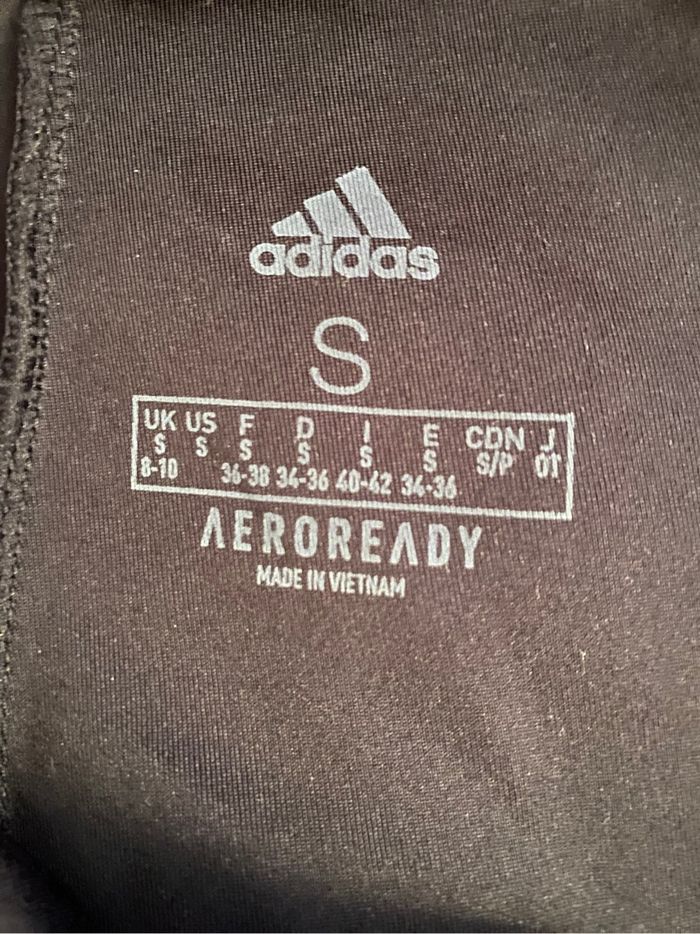 adidas
S
UK US F D I E CDN J
S S S S S S S/P OT
8-10 36-38 34-36 40-42 34-36
AEROREADY
MADE IN VIETNAM